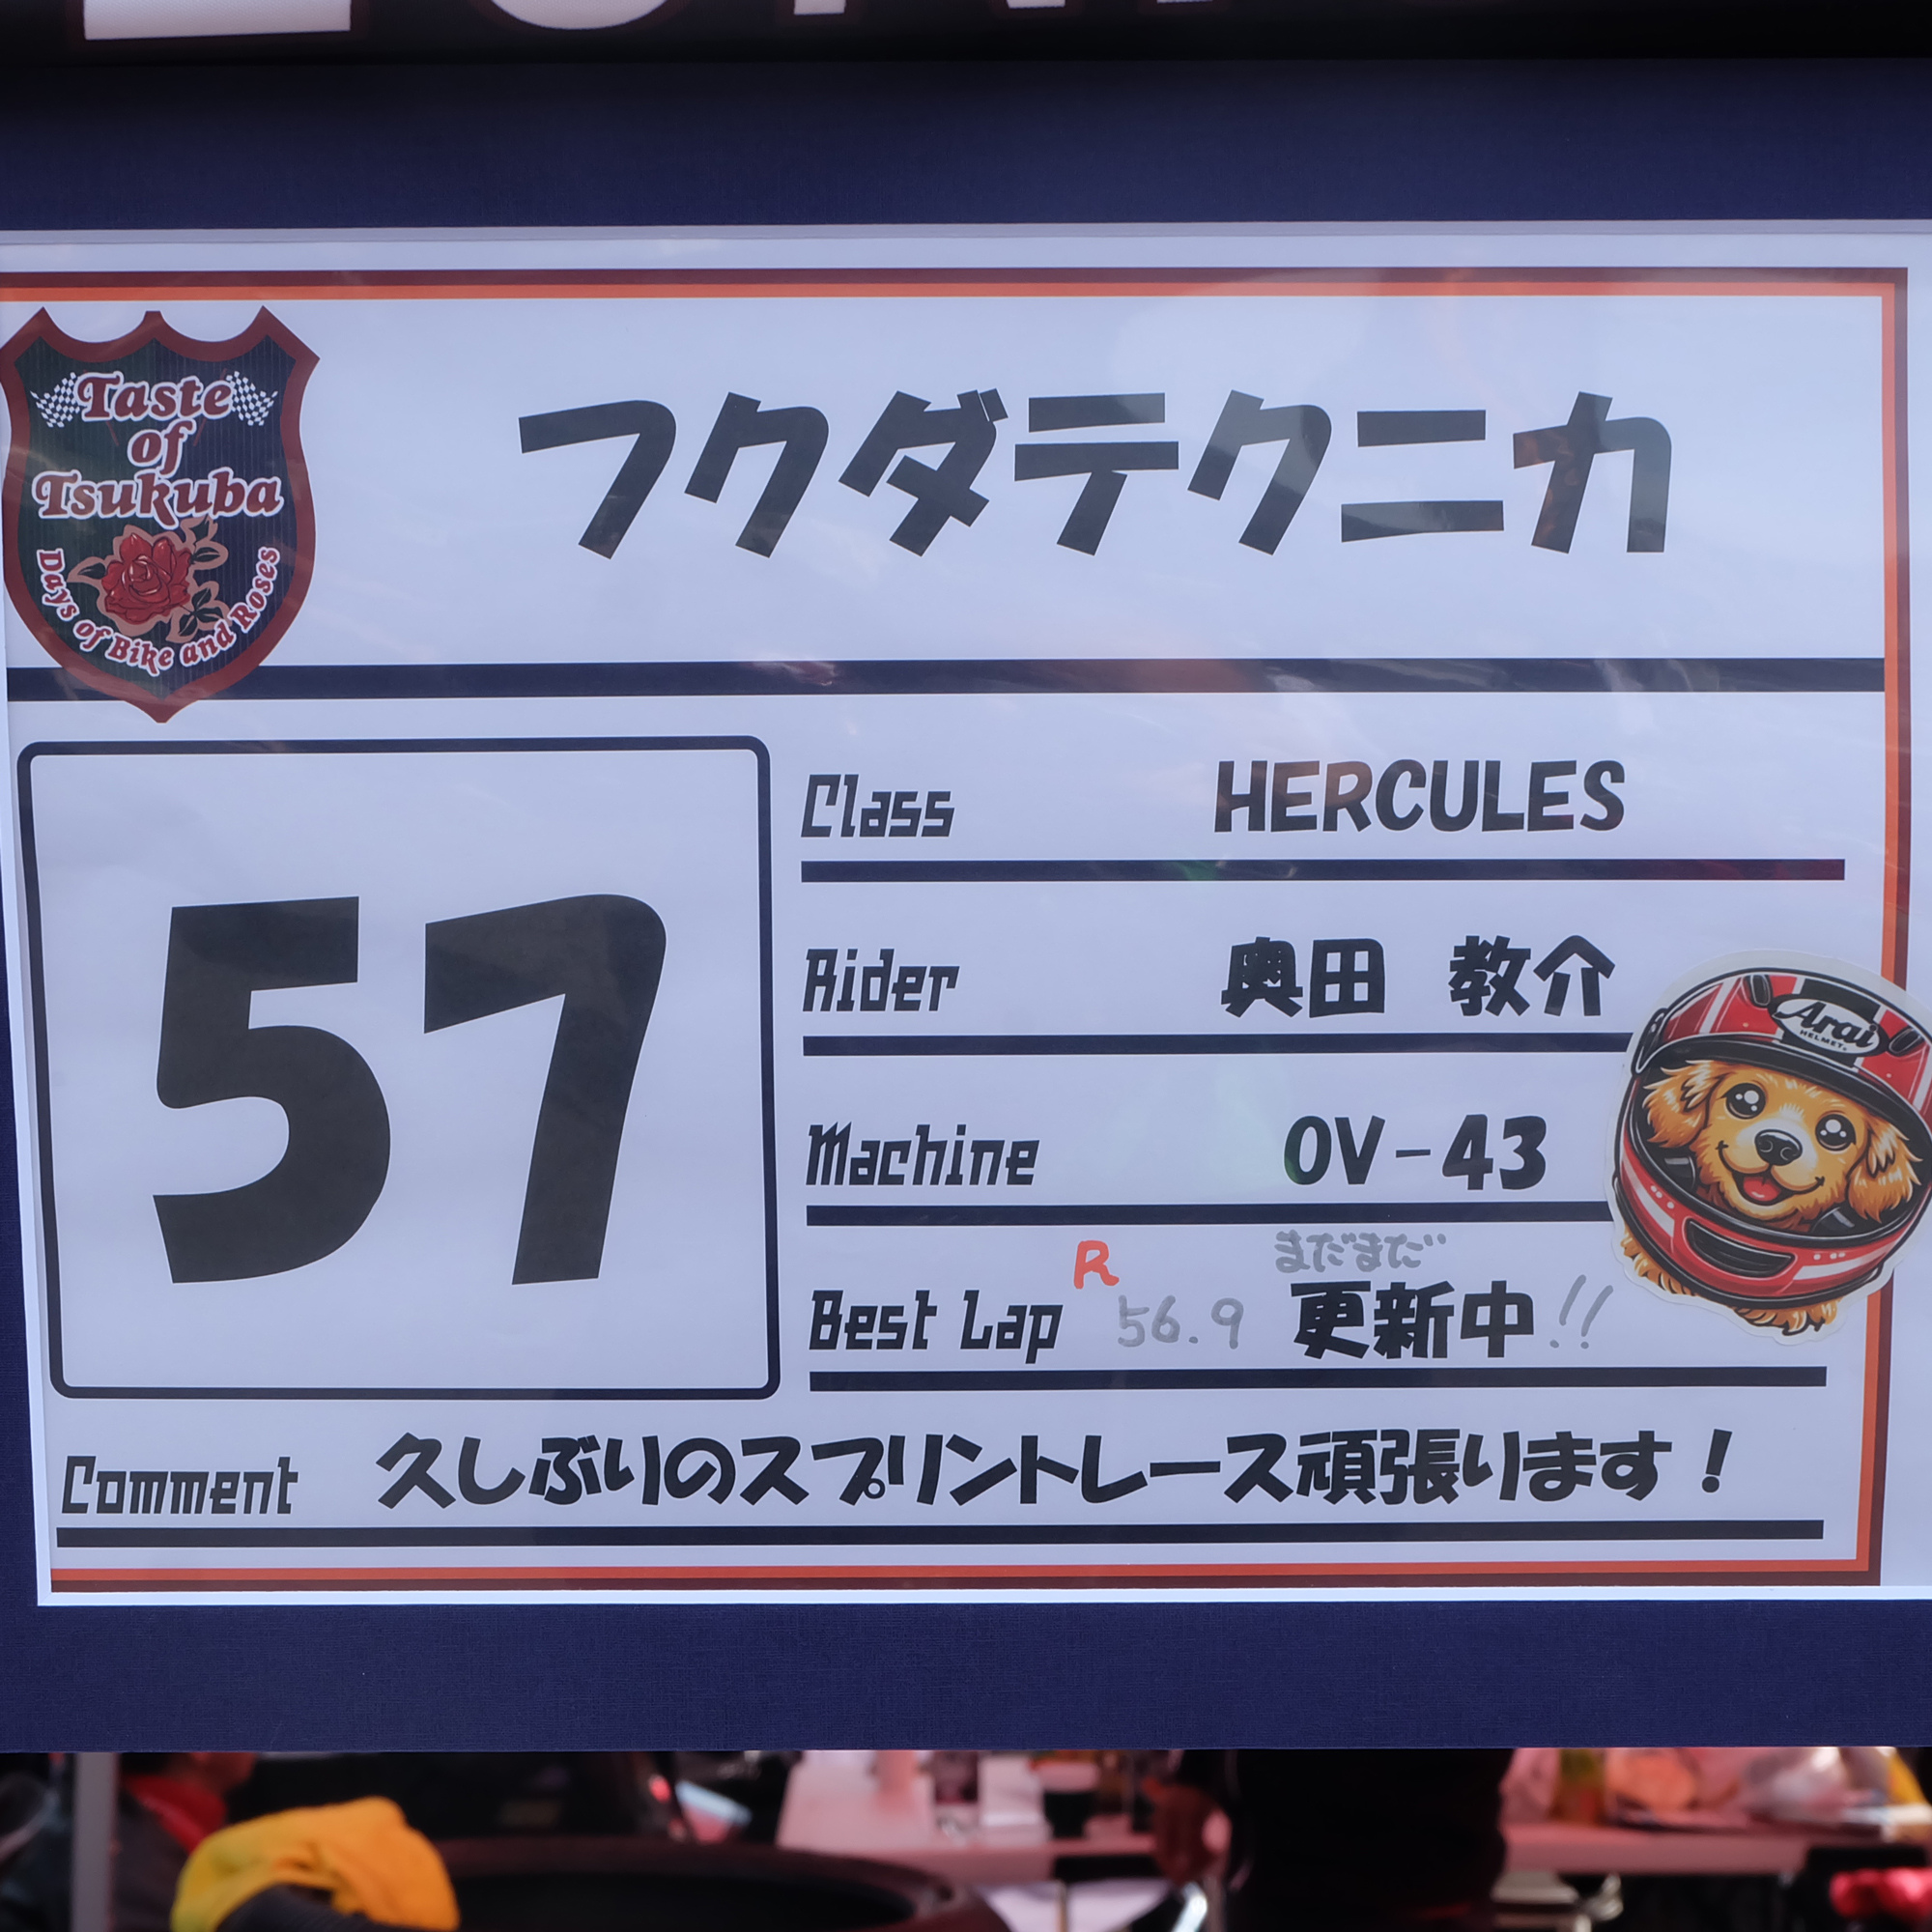 Taste
of
Tsukuba
Days of Bike and Roses
フクダテクニカ
57
Class HERCULES
Rider 奥田 教介
Machine OV-43
Arai
HELMET
R まだまだ
Best Lap 56.9 更新中!!
Comment 久しぶりのスプリントレース頑張ります！